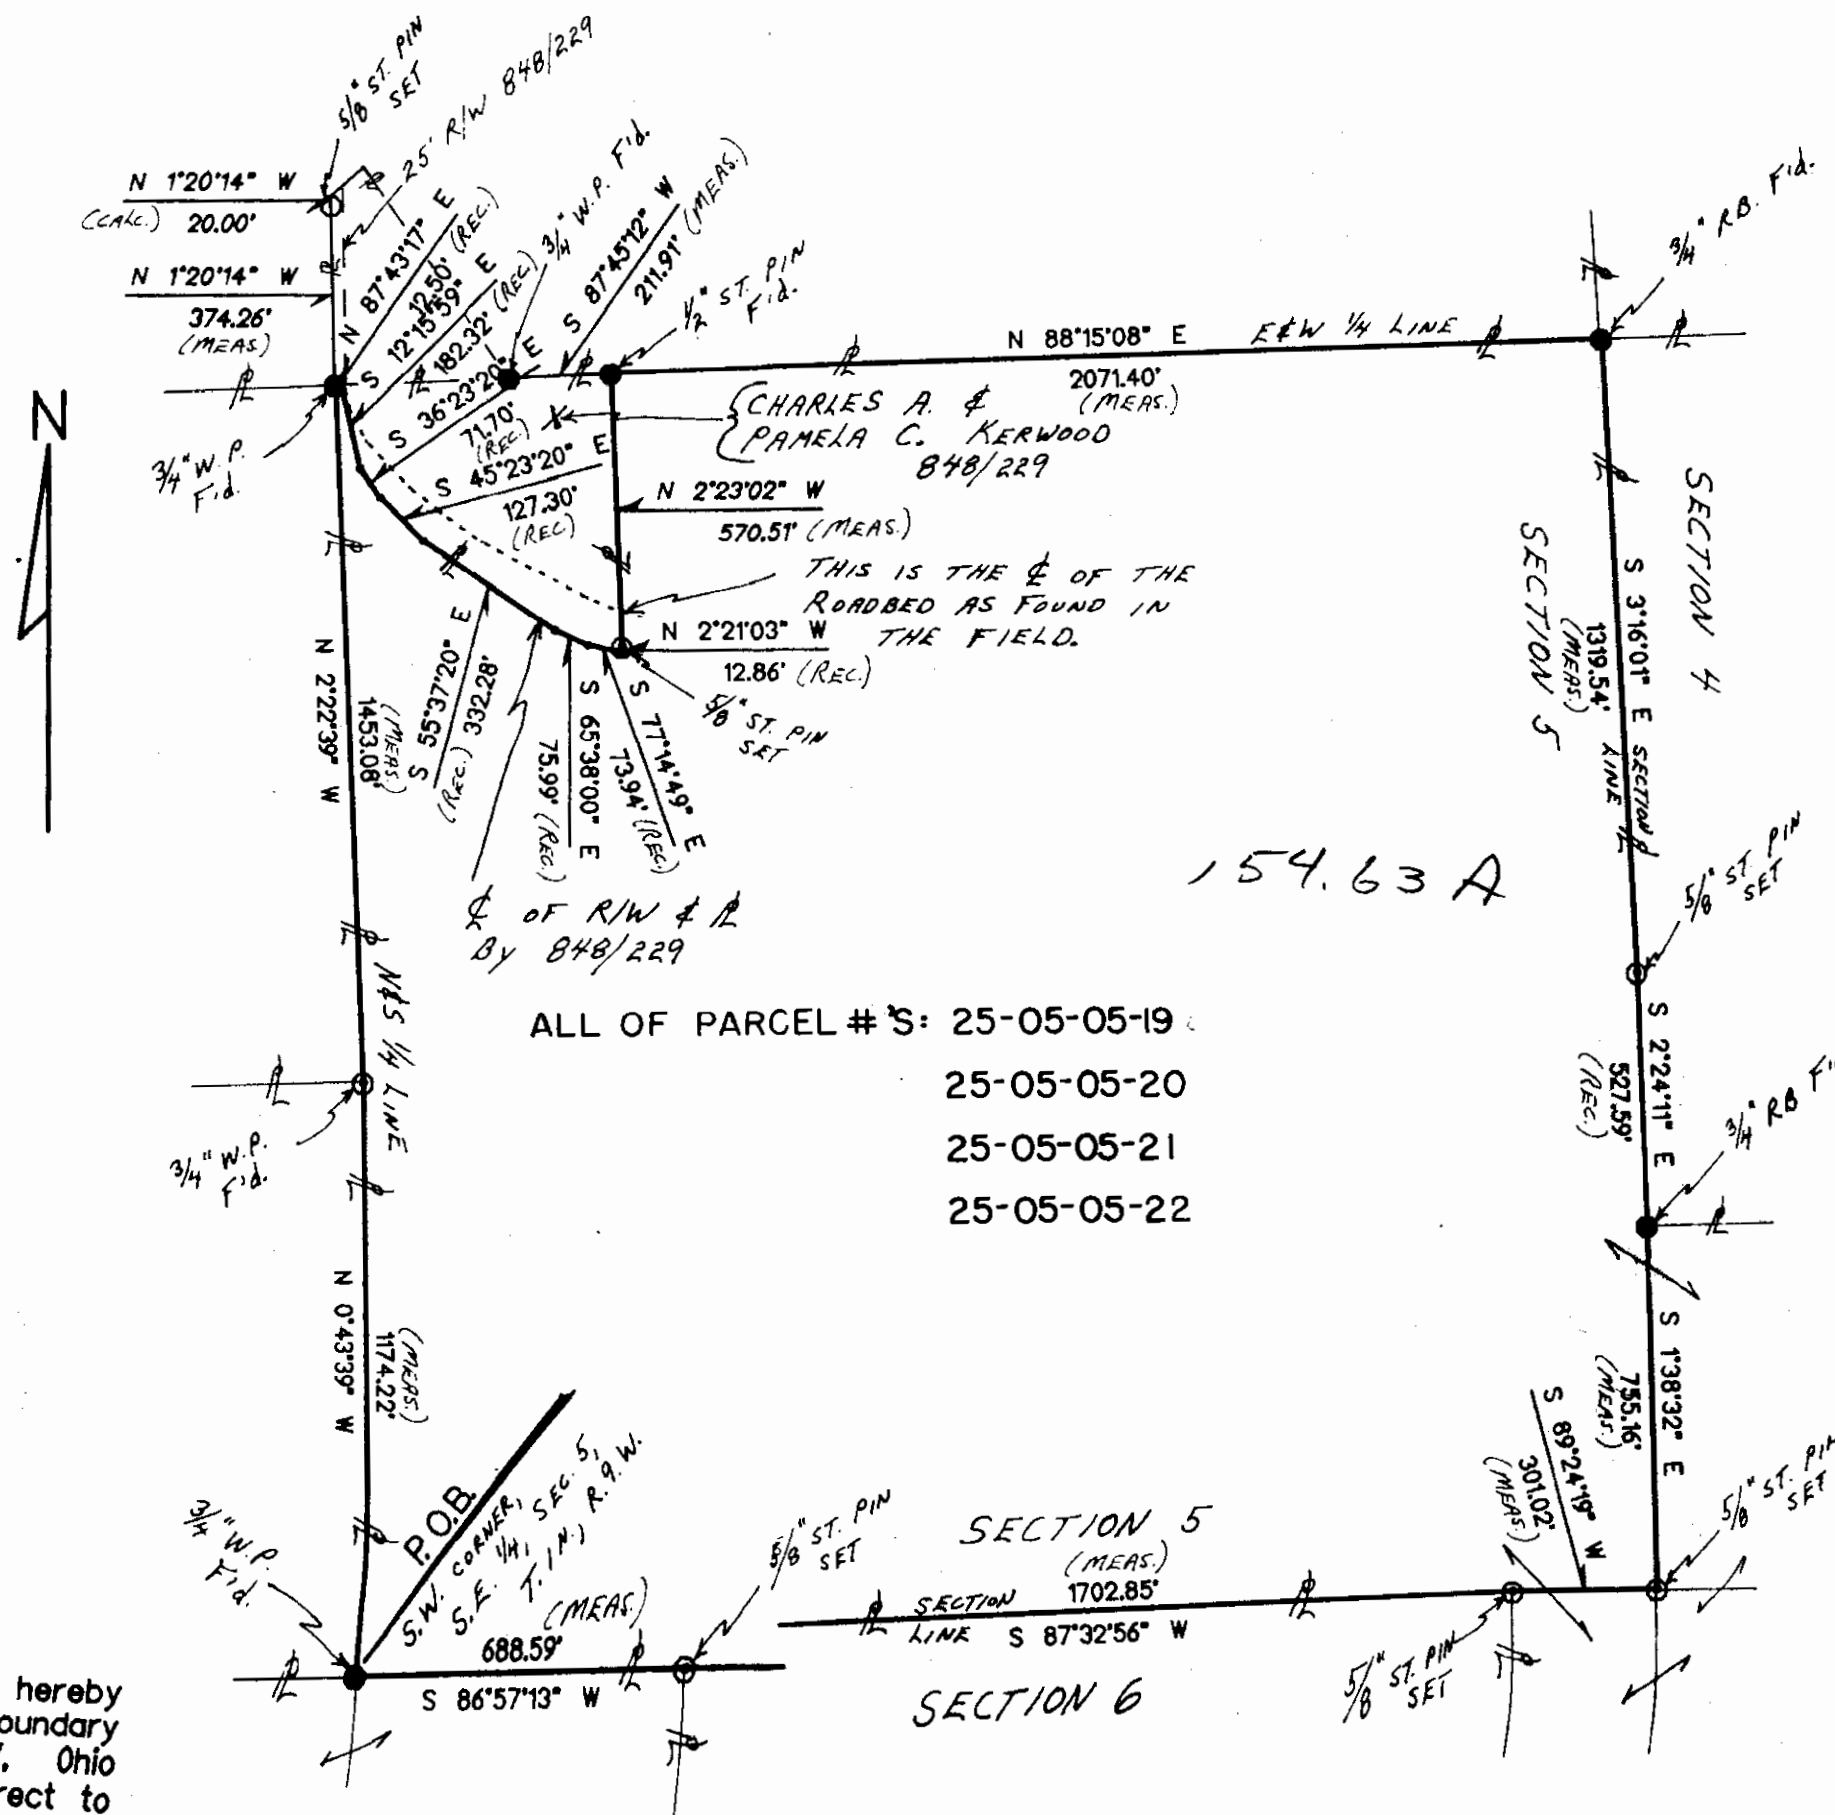 5/8" ST. PIN
SET
25' R/W 848/229
N 1°20'14" W
(CALC.) 20.00'
N 1°20'14" W
374.26'
(MEAS)
N 87°43'17" E
12.50' (REC.)
S 12°15'59" E
182.32' (REC.)
3/4" W.P. F'd.
S 87°45'12" W
211.91' (MEAS.)
1/2" ST. PIN
F'd.
S 36°23'20" E
71.70'
(REC.)
S 45°23'20" E
127.30'
(REC.)
N 88°15'08" E E&W 1/4 LINE
2071.40'
(MEAS.)
3/4" RB. F'd.
CHARLES A. &
PAMELA C. KERWOOD
848/229
N
3/4" W.P.
F'd.
N 2°23'02" W
570.51' (MEAS.)
THIS IS THE ℄ OF THE
ROADBED AS FOUND IN
THE FIELD.
N 2°21'03" W
12.86' (REC.)
5/8" ST. PIN
SET
SECTION 4
SECTION 5
S 3°16'01" E SECTION
LINE
1319.54'
(MEAS.)
N 2°22'39" W
1453.08'
(MEAS.)
S 55°37'20" E
(REC.) 332.28'
S 65°38'00" E
75.99' (REC.)
S 77°14'49" E
73.94' (REC.)
℄ OF R/W & ℞
By 848/229
154.63 A
5/8" ST. PIN
SET
N&S 1/4 LINE
ALL OF PARCEL #'S: 25-05-05-19
25-05-05-20
25-05-05-21
25-05-05-22
S 2°24'11" E
527.59'
(REC.)
3/4" RB F'
3/4" W.P.
F'd.
N 0°43'39" W
1174.22'
(MEAS.)
S 1°38'32" E
755.16'
(MEAS.)
S 89°24'19" W
301.02'
(MEAS.)
5/8" ST. PIN
SET
P.O.B.
S.W. CORNER,
S.E. 1/4, SEC. 5,
T. 1 N., R. 9 W.
3/4" W.P.
F'd.
5/8" ST. PIN
SET
SECTION 5
(MEAS.)
SECTION 1702.85'
LINE S 87°32'56" W
5/8" ST. PIN
SET
(MEAS.)
688.59'
S 86°57'13" W
SECTION 6
hereby
oundary
Ohio
rect to